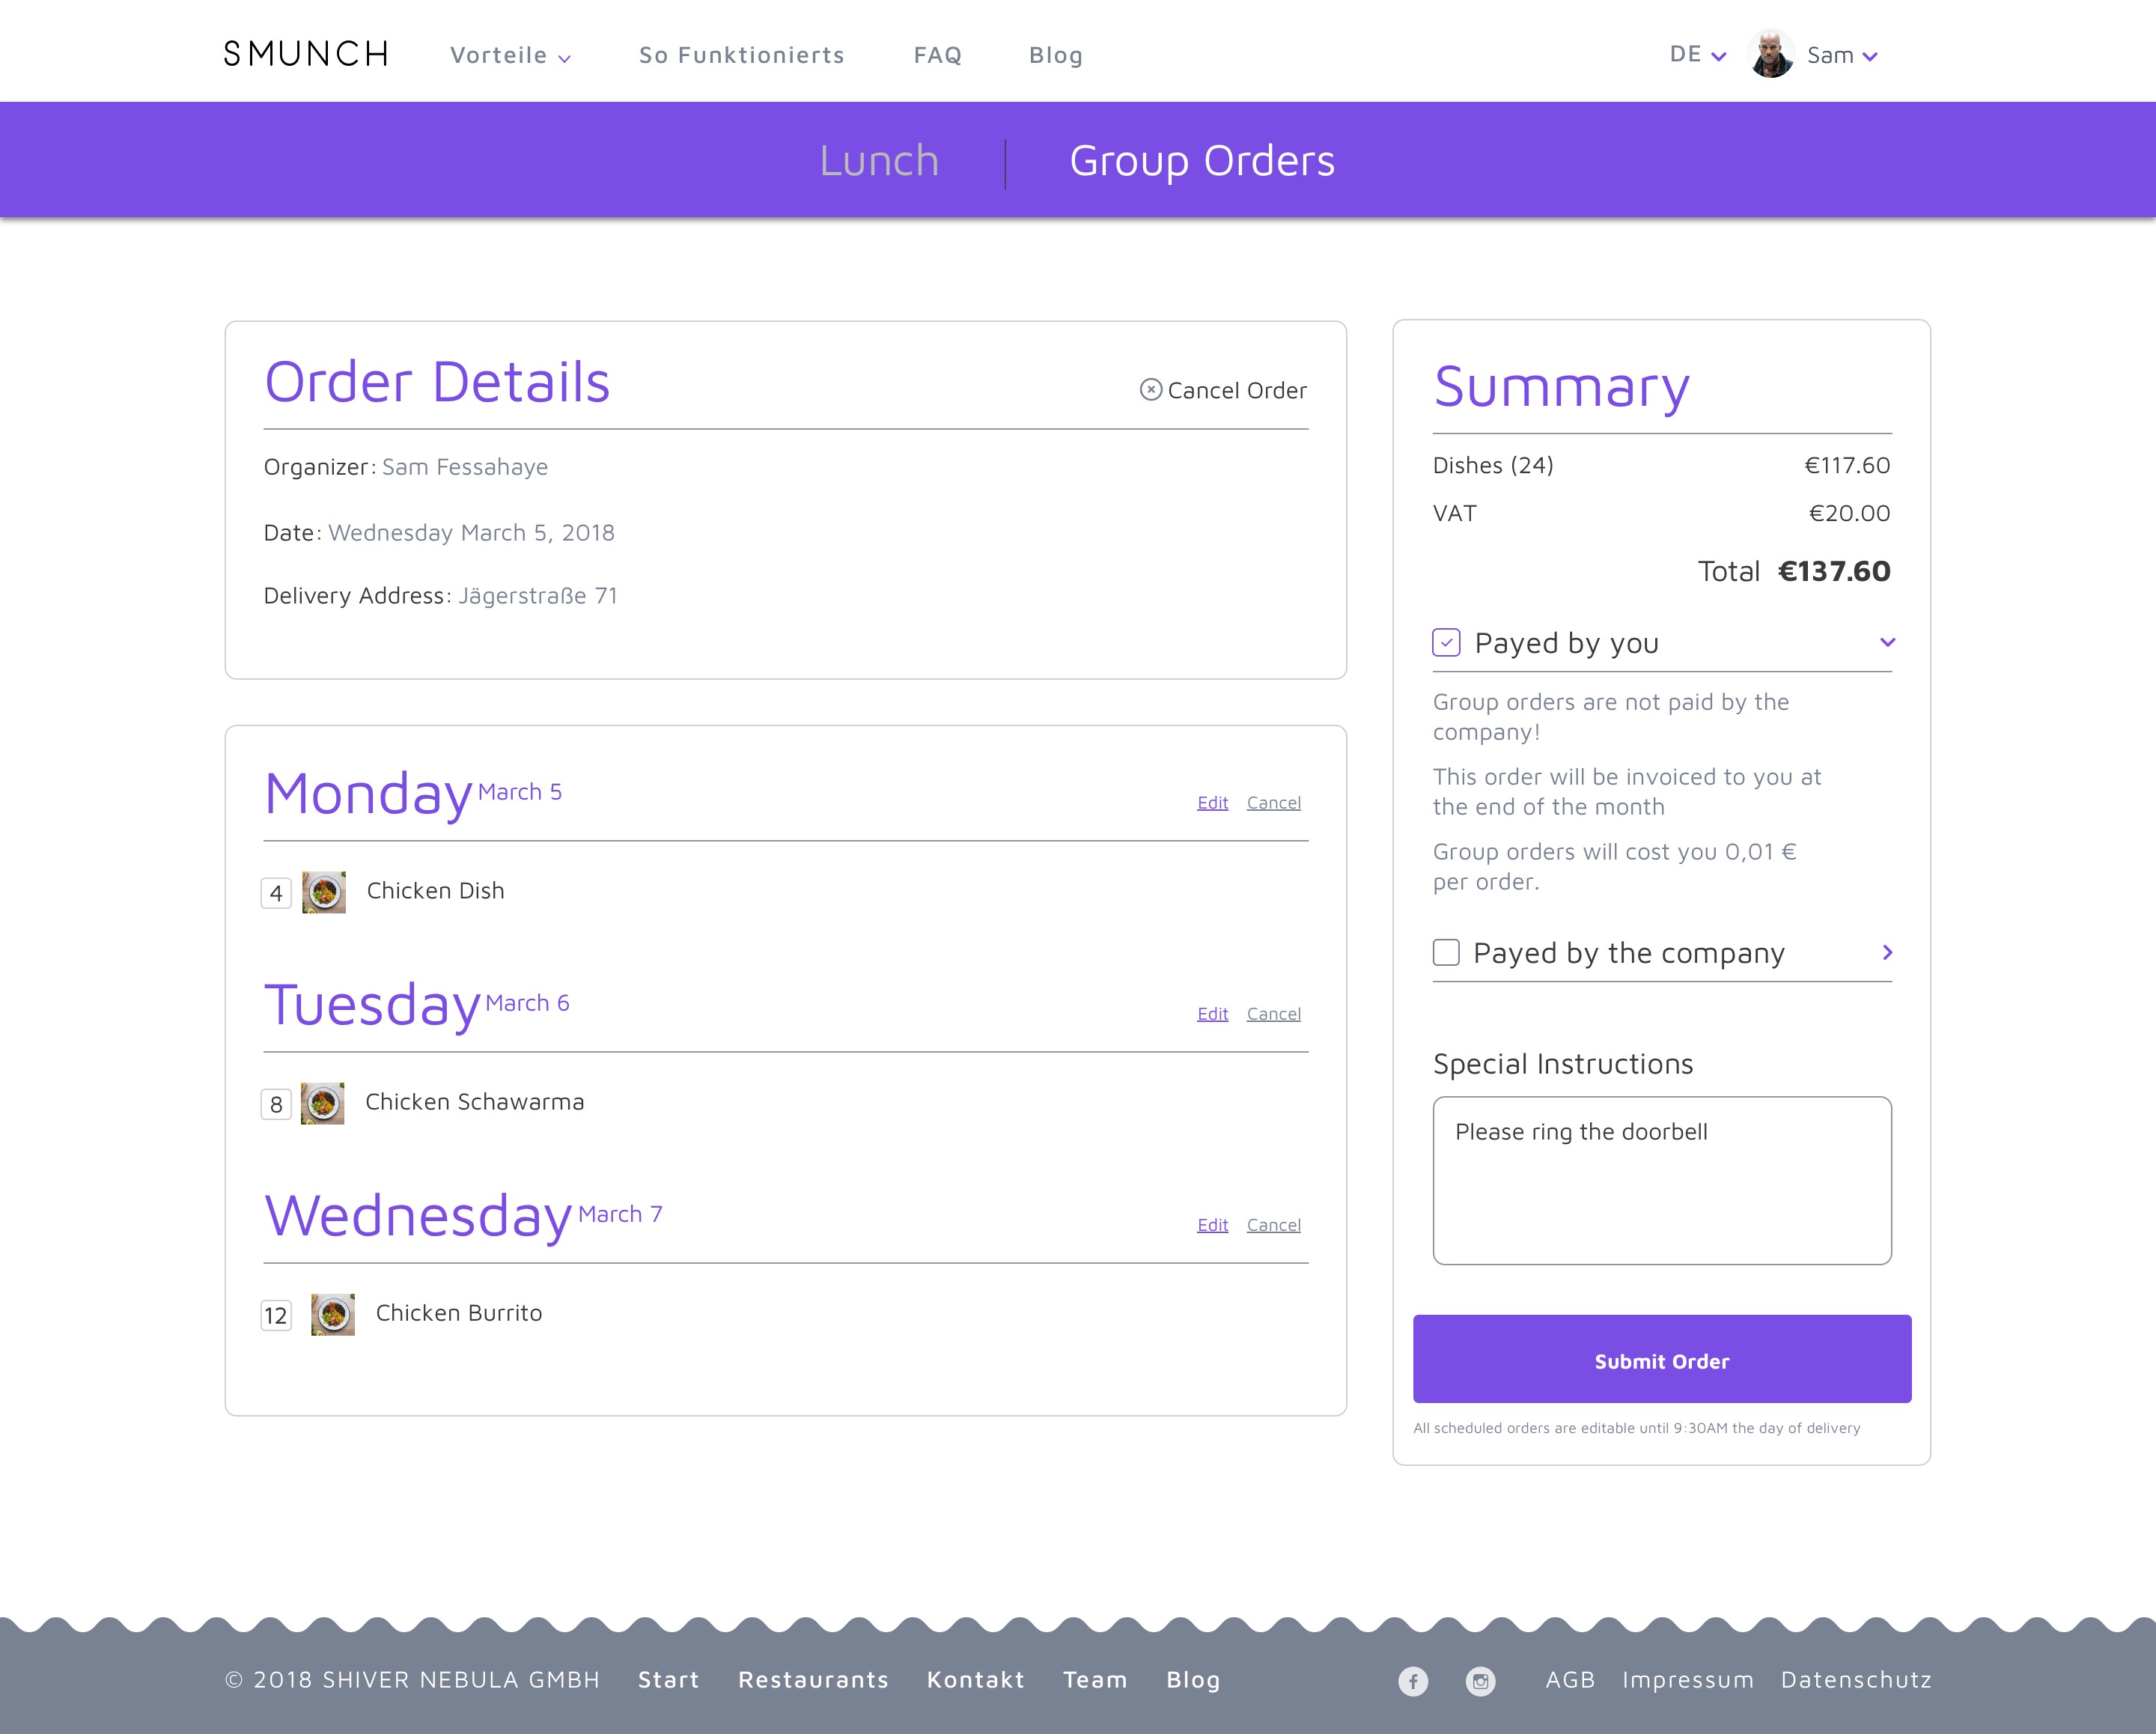 SMUNCH Vorteile So Funktionierts FAQ Blog DE Sam
Lunch Group Orders
Order Details
Cancel Order
Organizer: Sam Fessahaye
Date: Wednesday March 5, 2018
Delivery Address: Jägerstraße 71
Monday March 5
Edit Cancel
4 Chicken Dish
Tuesday March 6
Edit Cancel
8 Chicken Schawarma
Wednesday March 7
Edit Cancel
12 Chicken Burrito
Summary
Dishes (24) €117.60
VAT €20.00
Total €137.60
Payed by you
Group orders are not paid by the
company!
This order will be invoiced to you at
the end of the month
Group orders will cost you 0,01 €
per order.
Payed by the company
Special Instructions
Please ring the doorbell
Submit Order
All scheduled orders are editable until 9:30AM the day of delivery
© 2018 SHIVER NEBULA GMBH Start Restaurants Kontakt Team Blog AGB Impressum Datenschutz